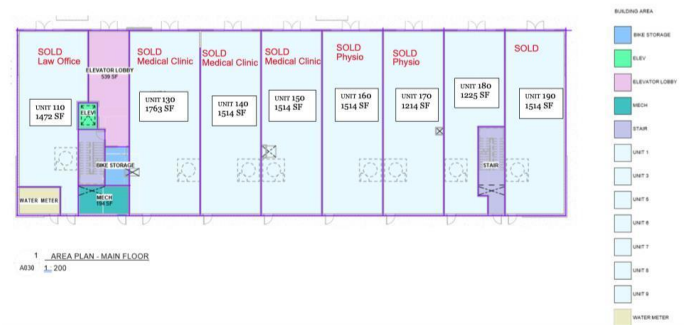 SOLD
Law Office
ELEVATOR LOBBY
539 SF
SOLD
Medical Clinic
SOLD
Medical Clinic
SOLD
Medical Clinic
SOLD
Physio
SOLD
Physio
SOLD
UNIT 110
1472 SF
ELEV
UNIT 130
1763 SF
UNIT 140
1514 SF
UNIT 150
1514 SF
UNIT 160
1514 SF
UNIT 170
1214 SF
UNIT 180
1225 SF
UNIT 190
1514 SF
BIKE STORAGE
STAIR
WATER METER
MECH
194 SF
1 AREA PLAN - MAIN FLOOR
A030 1 : 200
BUILDING AREA
BIKE STORAGE
ELEV
ELEVATOR LOBBY
MECH
STAIR
UNIT 1
UNIT 3
UNIT 5
UNIT 6
UNIT 7
UNIT 8
UNIT 9
WATER METER